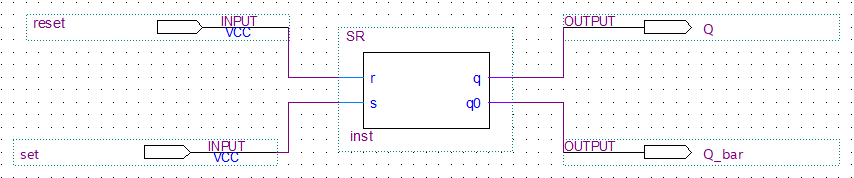 reset
INPUT
VCC
SR
OUTPUT
Q
r
q
s
q0
inst
set
INPUT
VCC
OUTPUT
Q_bar